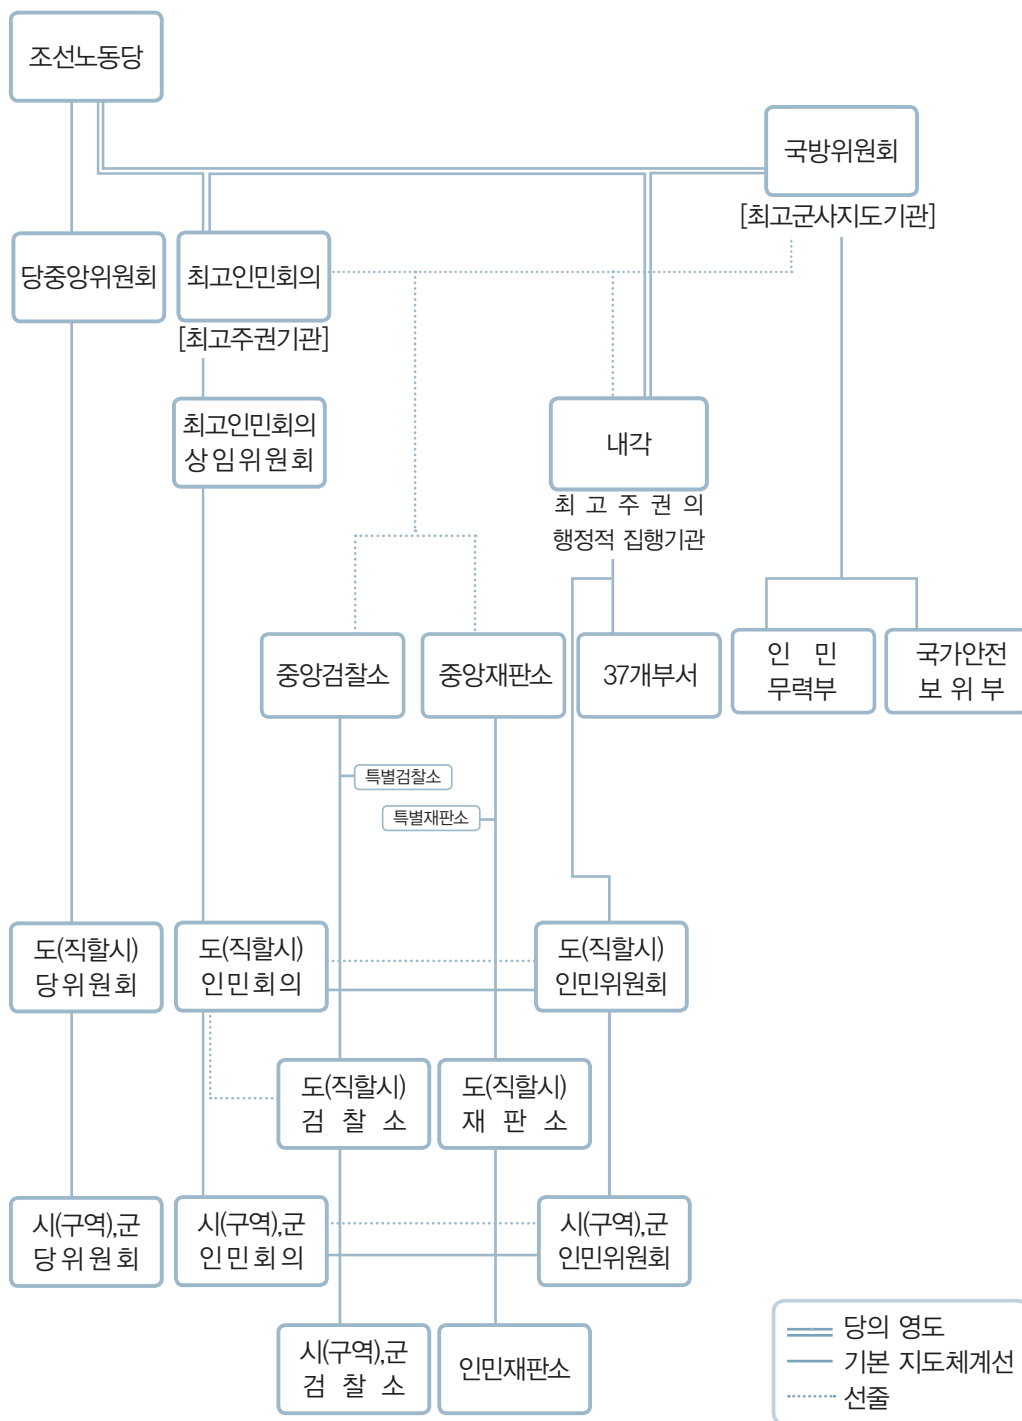 조선노동당
국방위원회
[최고군사지도기관]
당중앙위원회
최고인민회의
[최고주권기관]
최고인민회의
상임위원회
내각
최고주권의
행정적 집행기관
중앙검찰소
중앙재판소
37개부서
인민
무력부
국가안전
보위부
특별검찰소
특별재판소
도(직할시)
당위원회
도(직할시)
인민회의
도(직할시)
인민위원회
도(직할시)
검찰소
도(직할시)
재판소
시(구역),군
당위원회
시(구역),군
인민회의
시(구역),군
인민위원회
시(구역),군
검찰소
인민재판소
당의 영도
기본 지도체계선
선줄